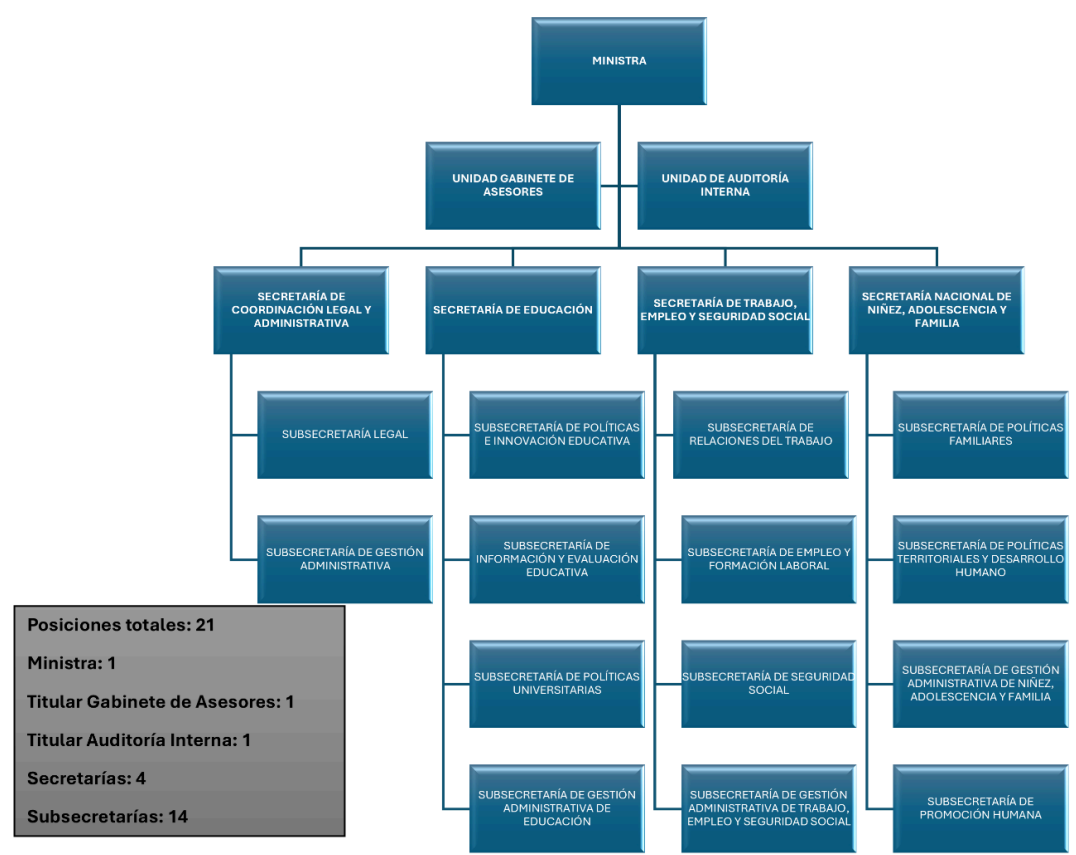 MINISTRA
UNIDAD GABINETE DE
ASESORES
UNIDAD DE AUDITORÍA
INTERNA
SECRETARÍA DE
COORDINACIÓN LEGAL Y
ADMINISTRATIVA
SECRETARÍA DE EDUCACIÓN
SECRETARÍA DE TRABAJO,
EMPLEO Y SEGURIDAD SOCIAL
SECRETARÍA NACIONAL DE
NIÑEZ, ADOLESCENCIA Y
FAMILIA
SUBSECRETARÍA LEGAL
SUBSECRETARÍA DE POLÍTICAS
E INNOVACIÓN EDUCATIVA
SUBSECRETARÍA DE
RELACIONES DEL TRABAJO
SUBSECRETARÍA DE POLÍTICAS
FAMILIARES
SUBSECRETARÍA DE GESTIÓN
ADMINISTRATIVA
SUBSECRETARÍA DE
INFORMACIÓN Y EVALUACIÓN
EDUCATIVA
SUBSECRETARÍA DE EMPLEO Y
FORMACIÓN LABORAL
SUBSECRETARÍA DE POLÍTICAS
TERRITORIALES Y DESARROLLO
HUMANO
SUBSECRETARÍA DE POLÍTICAS
UNIVERSITARIAS
SUBSECRETARÍA DE SEGURIDAD
SOCIAL
SUBSECRETARÍA DE GESTIÓN
ADMINISTRATIVA DE NIÑEZ,
ADOLESCENCIA Y FAMILIA
SUBSECRETARÍA DE GESTIÓN
ADMINISTRATIVA DE
EDUCACIÓN
SUBSECRETARÍA DE GESTIÓN
ADMINISTRATIVA DE TRABAJO,
EMPLEO Y SEGURIDAD SOCIAL
SUBSECRETARÍA DE
PROMOCIÓN HUMANA
Posiciones totales: 21
Ministra: 1
Titular Gabinete de Asesores: 1
Titular Auditoría Interna: 1
Secretarías: 4
Subsecretarías: 14